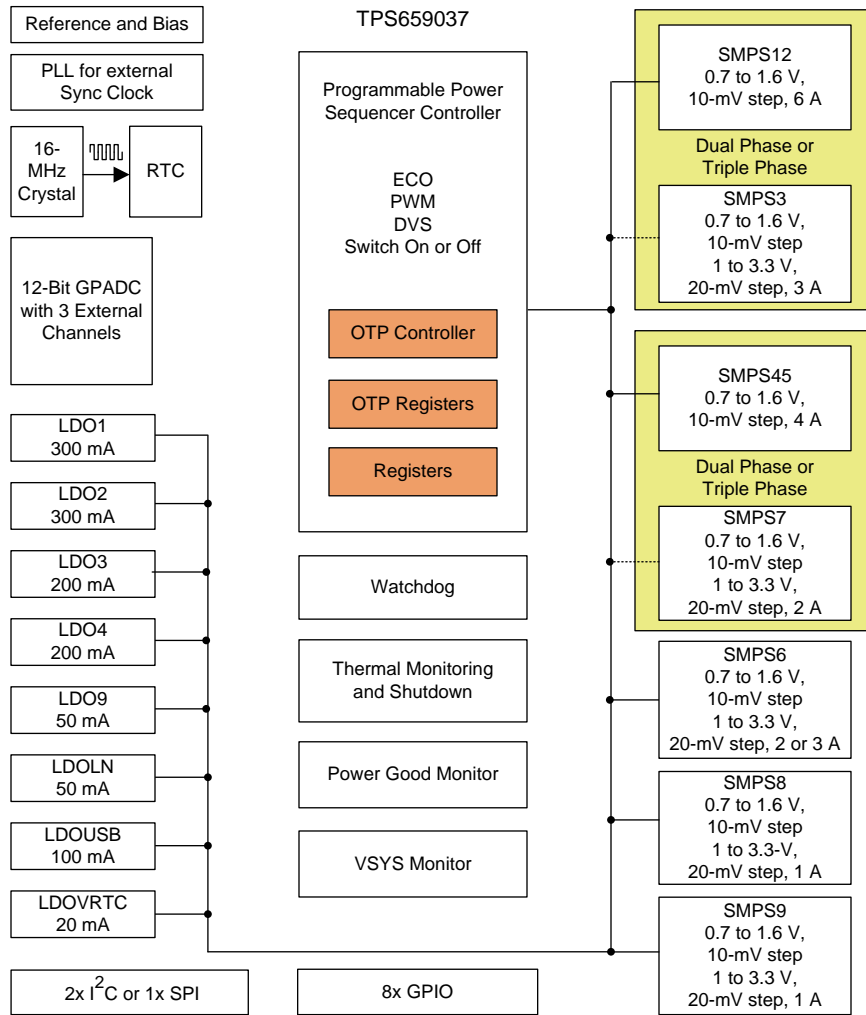 Reference and Bias
PLL for external
Sync Clock
16-
MHz
Crystal
RTC
12-Bit GPADC
with 3 External
Channels
LDO1
300 mA
LDO2
300 mA
LDO3
200 mA
LDO4
200 mA
LDO9
50 mA
LDOLN
50 mA
LDOUSB
100 mA
LDOVRTC
20 mA
2x I²C or 1x SPI
TPS659037
Programmable Power
Sequencer Controller
ECO
PWM
DVS
Switch On or Off
OTP Controller
OTP Registers
Registers
Watchdog
Thermal Monitoring
and Shutdown
Power Good Monitor
VSYS Monitor
8x GPIO
SMPS12
0.7 to 1.6 V,
10-mV step, 6 A
Dual Phase or
Triple Phase
SMPS3
0.7 to 1.6 V,
10-mV step
1 to 3.3 V,
20-mV step, 3 A
SMPS45
0.7 to 1.6 V,
10-mV step, 4 A
Dual Phase or
Triple Phase
SMPS7
0.7 to 1.6 V,
10-mV step
1 to 3.3 V,
20-mV step, 2 A
SMPS6
0.7 to 1.6 V,
10-mV step
1 to 3.3 V,
20-mV step, 2 or 3 A
SMPS8
0.7 to 1.6 V,
10-mV step
1 to 3.3-V,
20-mV step, 1 A
SMPS9
0.7 to 1.6 V,
10-mV step
1 to 3.3 V,
20-mV step, 1 A